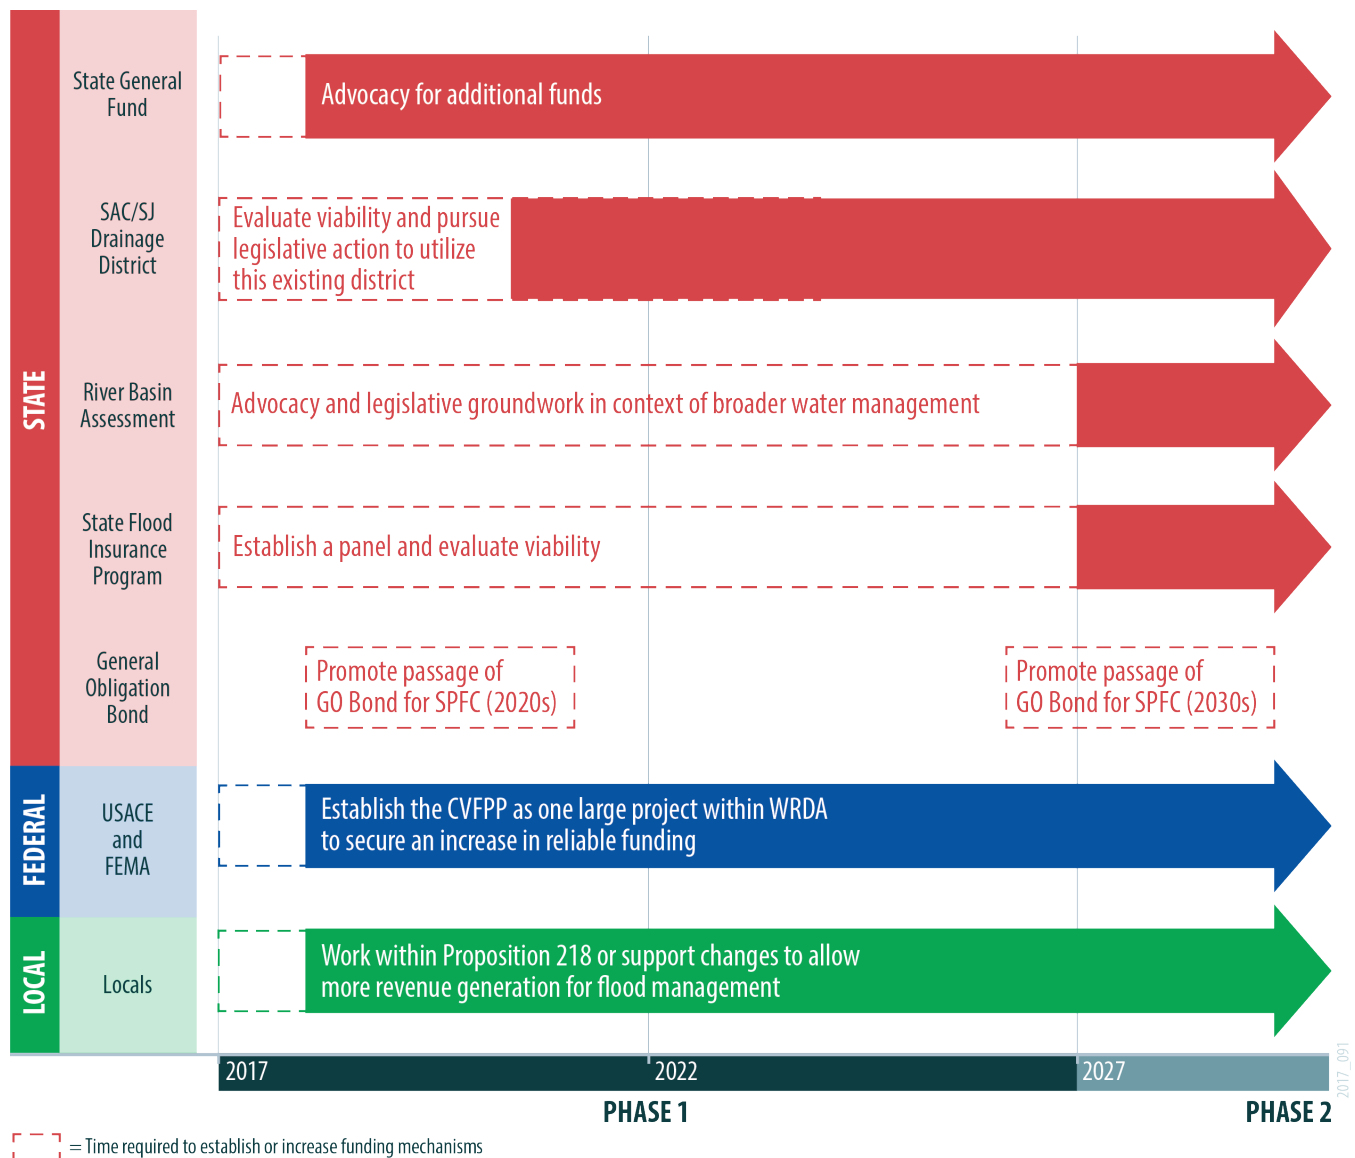 STATE
State General
Fund
Advocacy for additional funds
SAC/SJ
Drainage
District
Evaluate viability and pursue
legislative action to utilize
this existing district
River Basin
Assessment
Advocacy and legislative groundwork in context of broader water management
State Flood
Insurance
Program
Establish a panel and evaluate viability
General
Obligation
Bond
Promote passage of
GO Bond for SPFC (2020s)
Promote passage of
GO Bond for SPFC (2030s)
FEDERAL
USACE
and
FEMA
Establish the CVFPP as one large project within WRDA
to secure an increase in reliable funding
LOCAL
Locals
Work within Proposition 218 or support changes to allow
more revenue generation for flood management
2017
2022
2027
PHASE 1
PHASE 2
2017_091
= Time required to establish or increase funding mechanisms